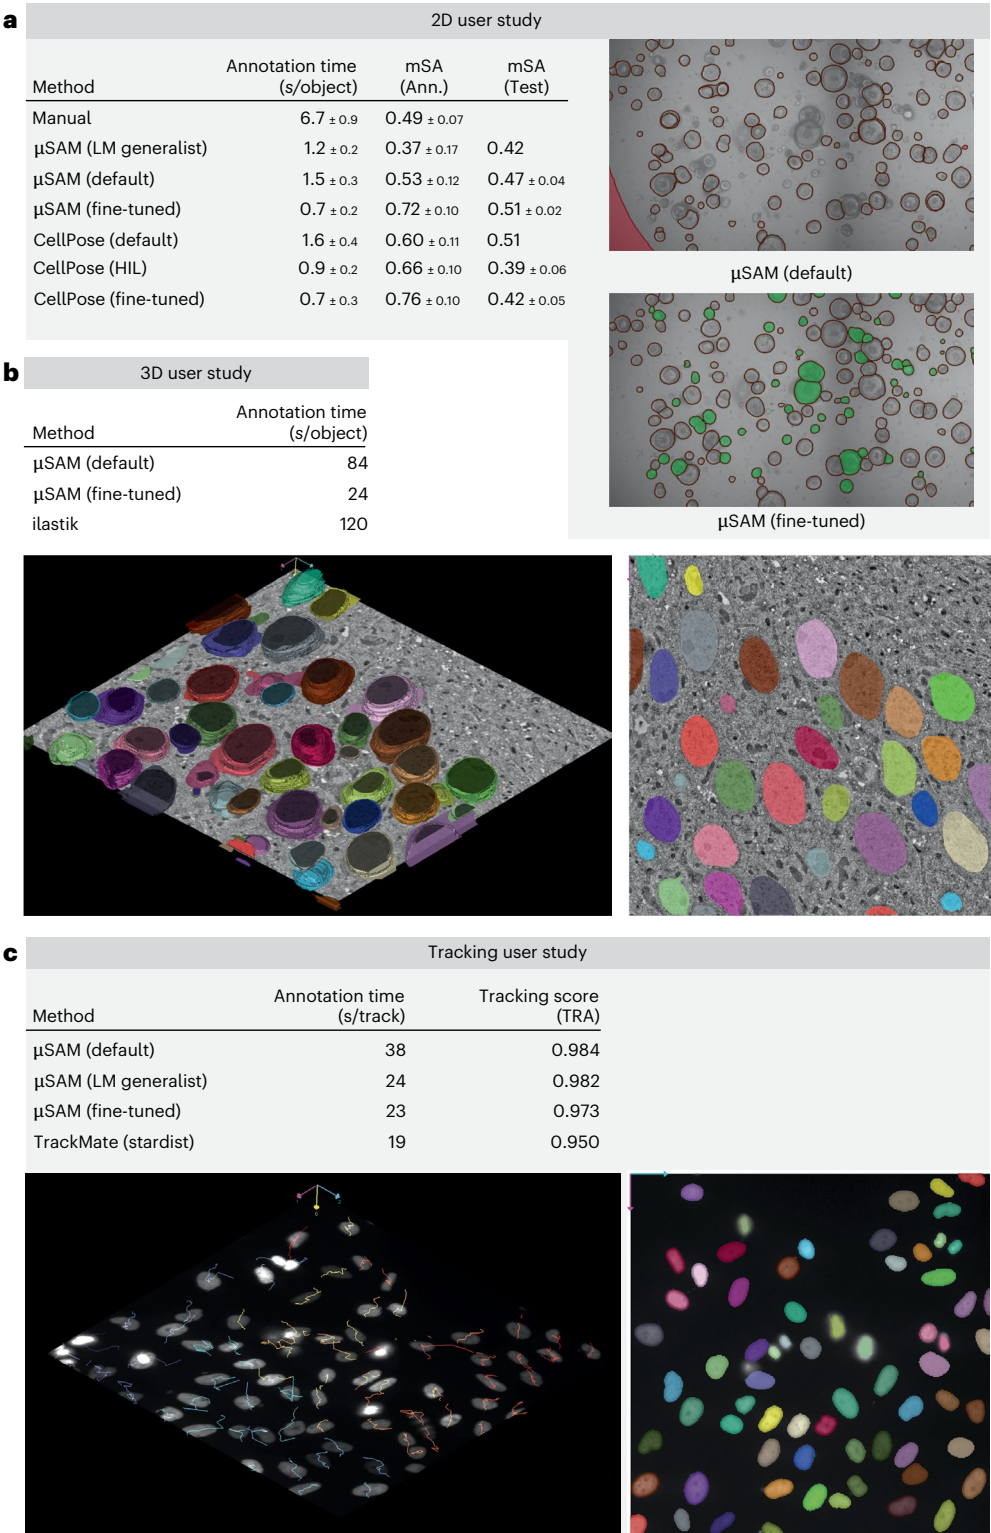 a
2D user study
Method Annotation time (s/object) mSA (Ann.) mSA (Test)
Manual 6.7 ± 0.9 0.49 ± 0.07
µSAM (LM generalist) 1.2 ± 0.2 0.37 ± 0.17 0.42
µSAM (default) 1.5 ± 0.3 0.53 ± 0.12 0.47 ± 0.04
µSAM (fine-tuned) 0.7 ± 0.2 0.72 ± 0.10 0.51 ± 0.02
CellPose (default) 1.6 ± 0.4 0.60 ± 0.11 0.51
CellPose (HIL) 0.9 ± 0.2 0.66 ± 0.10 0.39 ± 0.06
CellPose (fine-tuned) 0.7 ± 0.3 0.76 ± 0.10 0.42 ± 0.05
µSAM (default)
µSAM (fine-tuned)
b
3D user study
Method Annotation time (s/object)
µSAM (default) 84
µSAM (fine-tuned) 24
ilastik 120
c
Tracking user study
Method Annotation time (s/track) Tracking score (TRA)
µSAM (default) 38 0.984
µSAM (LM generalist) 24 0.982
µSAM (fine-tuned) 23 0.973
TrackMate (stardist) 19 0.950